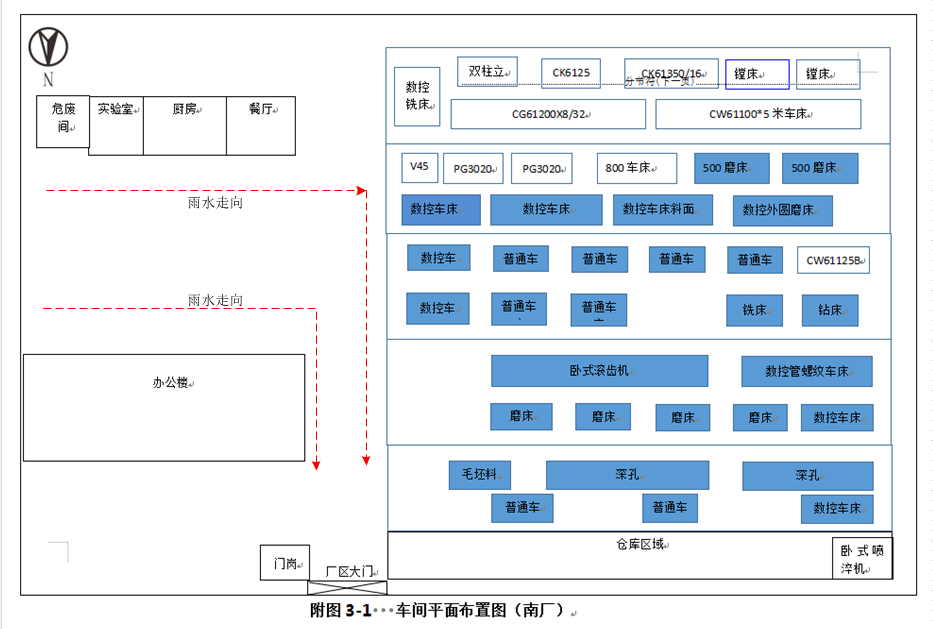 N
危废
间
实验室
厨房
餐厅
雨水走向
雨水走向
办公楼
门岗
厂区大门
数控
铣床
双柱立
CK6125
CK61350/16
分节符(下一页)
镗床
镗床
CG61200X8/32
CW61100*5 米车床
V45
PG3020
PG3020
800 车床
500 磨床
500 磨床
数控车床
数控车床
数控车床斜面
数控外圆磨床
数控车
普通车
普通车
普通车
普通车
CW61125B
数控车
普通车
普通车
铣床
钻床
卧式滚齿机
数控管螺纹车床
磨床
磨床
磨床
磨床
数控车床
毛坯料
深孔
深孔
普通车
普通车
数控车床
仓库区域
卧式喷
淬机
附图 3-1 车间平面布置图（南厂）